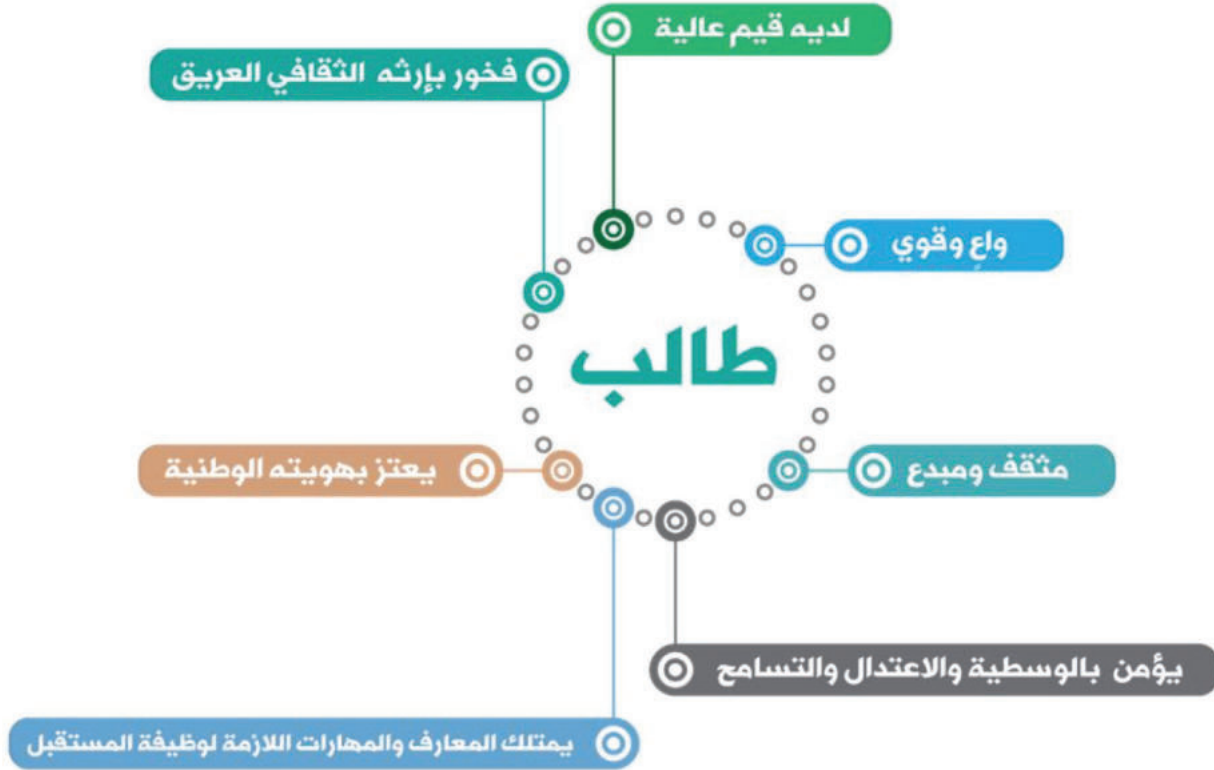 لديه قيم عالية
فخور بإرثه الثقافي العريق
واعٍ وقوي
طالب
مثقف ومبدع
يعتز بهويته الوطنية
يؤمن بالوسطية والاعتدال والتسامح
يمتلك المعارف والمهارات اللازمة لوظيفة المستقبل